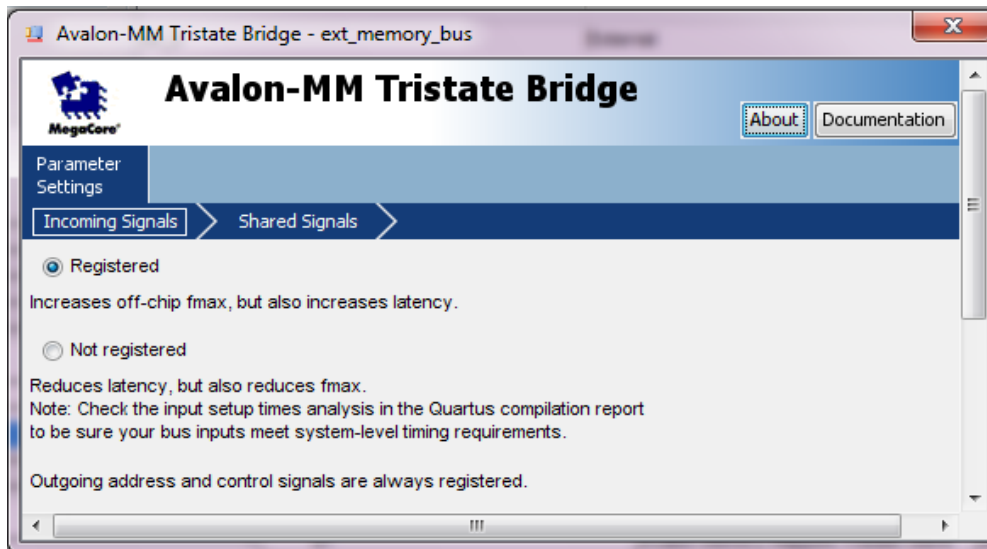 Avalon-MM Tristate Bridge - ext_memory_bus
Avalon-MM Tristate Bridge
MegaCore®
About
Documentation
Parameter
Settings
Incoming Signals
Shared Signals
Registered
Increases off-chip fmax, but also increases latency.
Not registered
Reduces latency, but also reduces fmax.
Note: Check the input setup times analysis in the Quartus compilation report
to be sure your bus inputs meet system-level timing requirements.
Outgoing address and control signals are always registered.